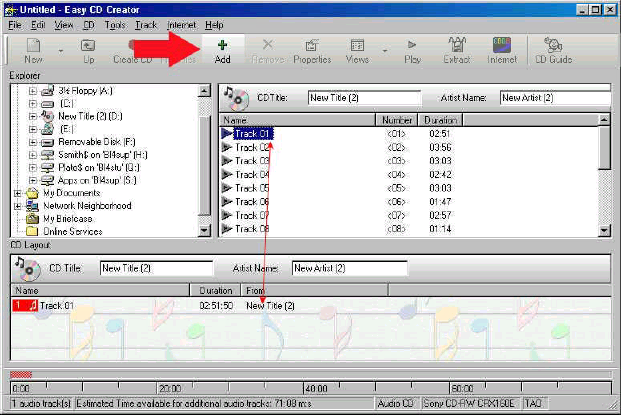 Untitled - Easy CD Creator
File Edit View CD Tools Track Internet Help
New Up Create CD Add Remove Properties Views Play Extract Internet CD Guide
Explorer
3½ Floppy (A:)
(C:)
New Title (2) (D:)
(E:)
Removable Disk (F:)
Ssmith$ on 'Bl4sup' (H:)
Plato$ on 'Bl4stu' (Q:)
Apps on 'Bl4sup' (S:)
My Documents
Network Neighborhood
My Briefcase
Online Services
CD Title: New Title (2) Artist Name: New Artist (2)
Name Number Duration
Track 01 <01> 02:51
Track 02 <02> 03:56
Track 03 <03> 03:03
Track 04 <04> 02:42
Track 05 <05> 03:03
Track 06 <06> 01:47
Track 07 <07> 02:57
Track 08 <08> 01:14
CD Layout
CD Title: New Title (2) Artist Name: New Artist (2)
Name Duration From
1 Track 01 02:51:50 New Title (2)
0:00 20:00 40:00 60:00
1 audio track(s) Estimated Time available for additional audio tracks: 71:08 m:s Audio CD Sony CD-RW CRX160E TAO